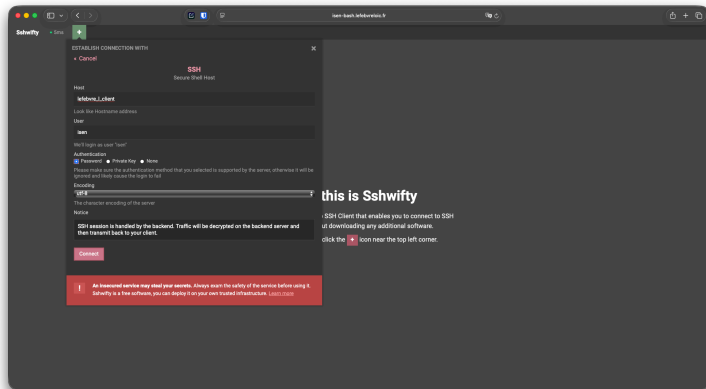 isen-bash.lefebvreloic.fr
Sshwifty
5ms
+
ESTABLISH CONNECTION WITH
Cancel
SSH
Secure Shell Host
Host
lefebvre_l_client
Look like Hostname address
User
isen
We'll login as user "isen"
Authentication
Password Private Key None
Please make sure the authentication method that you selected is supported by the server, otherwise it will be
ignored and likely cause the login to fail
Encoding
utf-8
The character encoding of the server
Notice
SSH session is handled by the backend. Traffic will be decrypted on the backend server and
then transmit back to your client.
Connect
! An insecured service may steal your secrets. Always exam the safety of the service before using it.
Sshwifty is a free software, you can deploy it on your own trusted infrastructure. Learn more
this is Sshwifty
SSH Client that enables you to connect to SSH
ut downloading any additional software.
click the + icon near the top left corner.